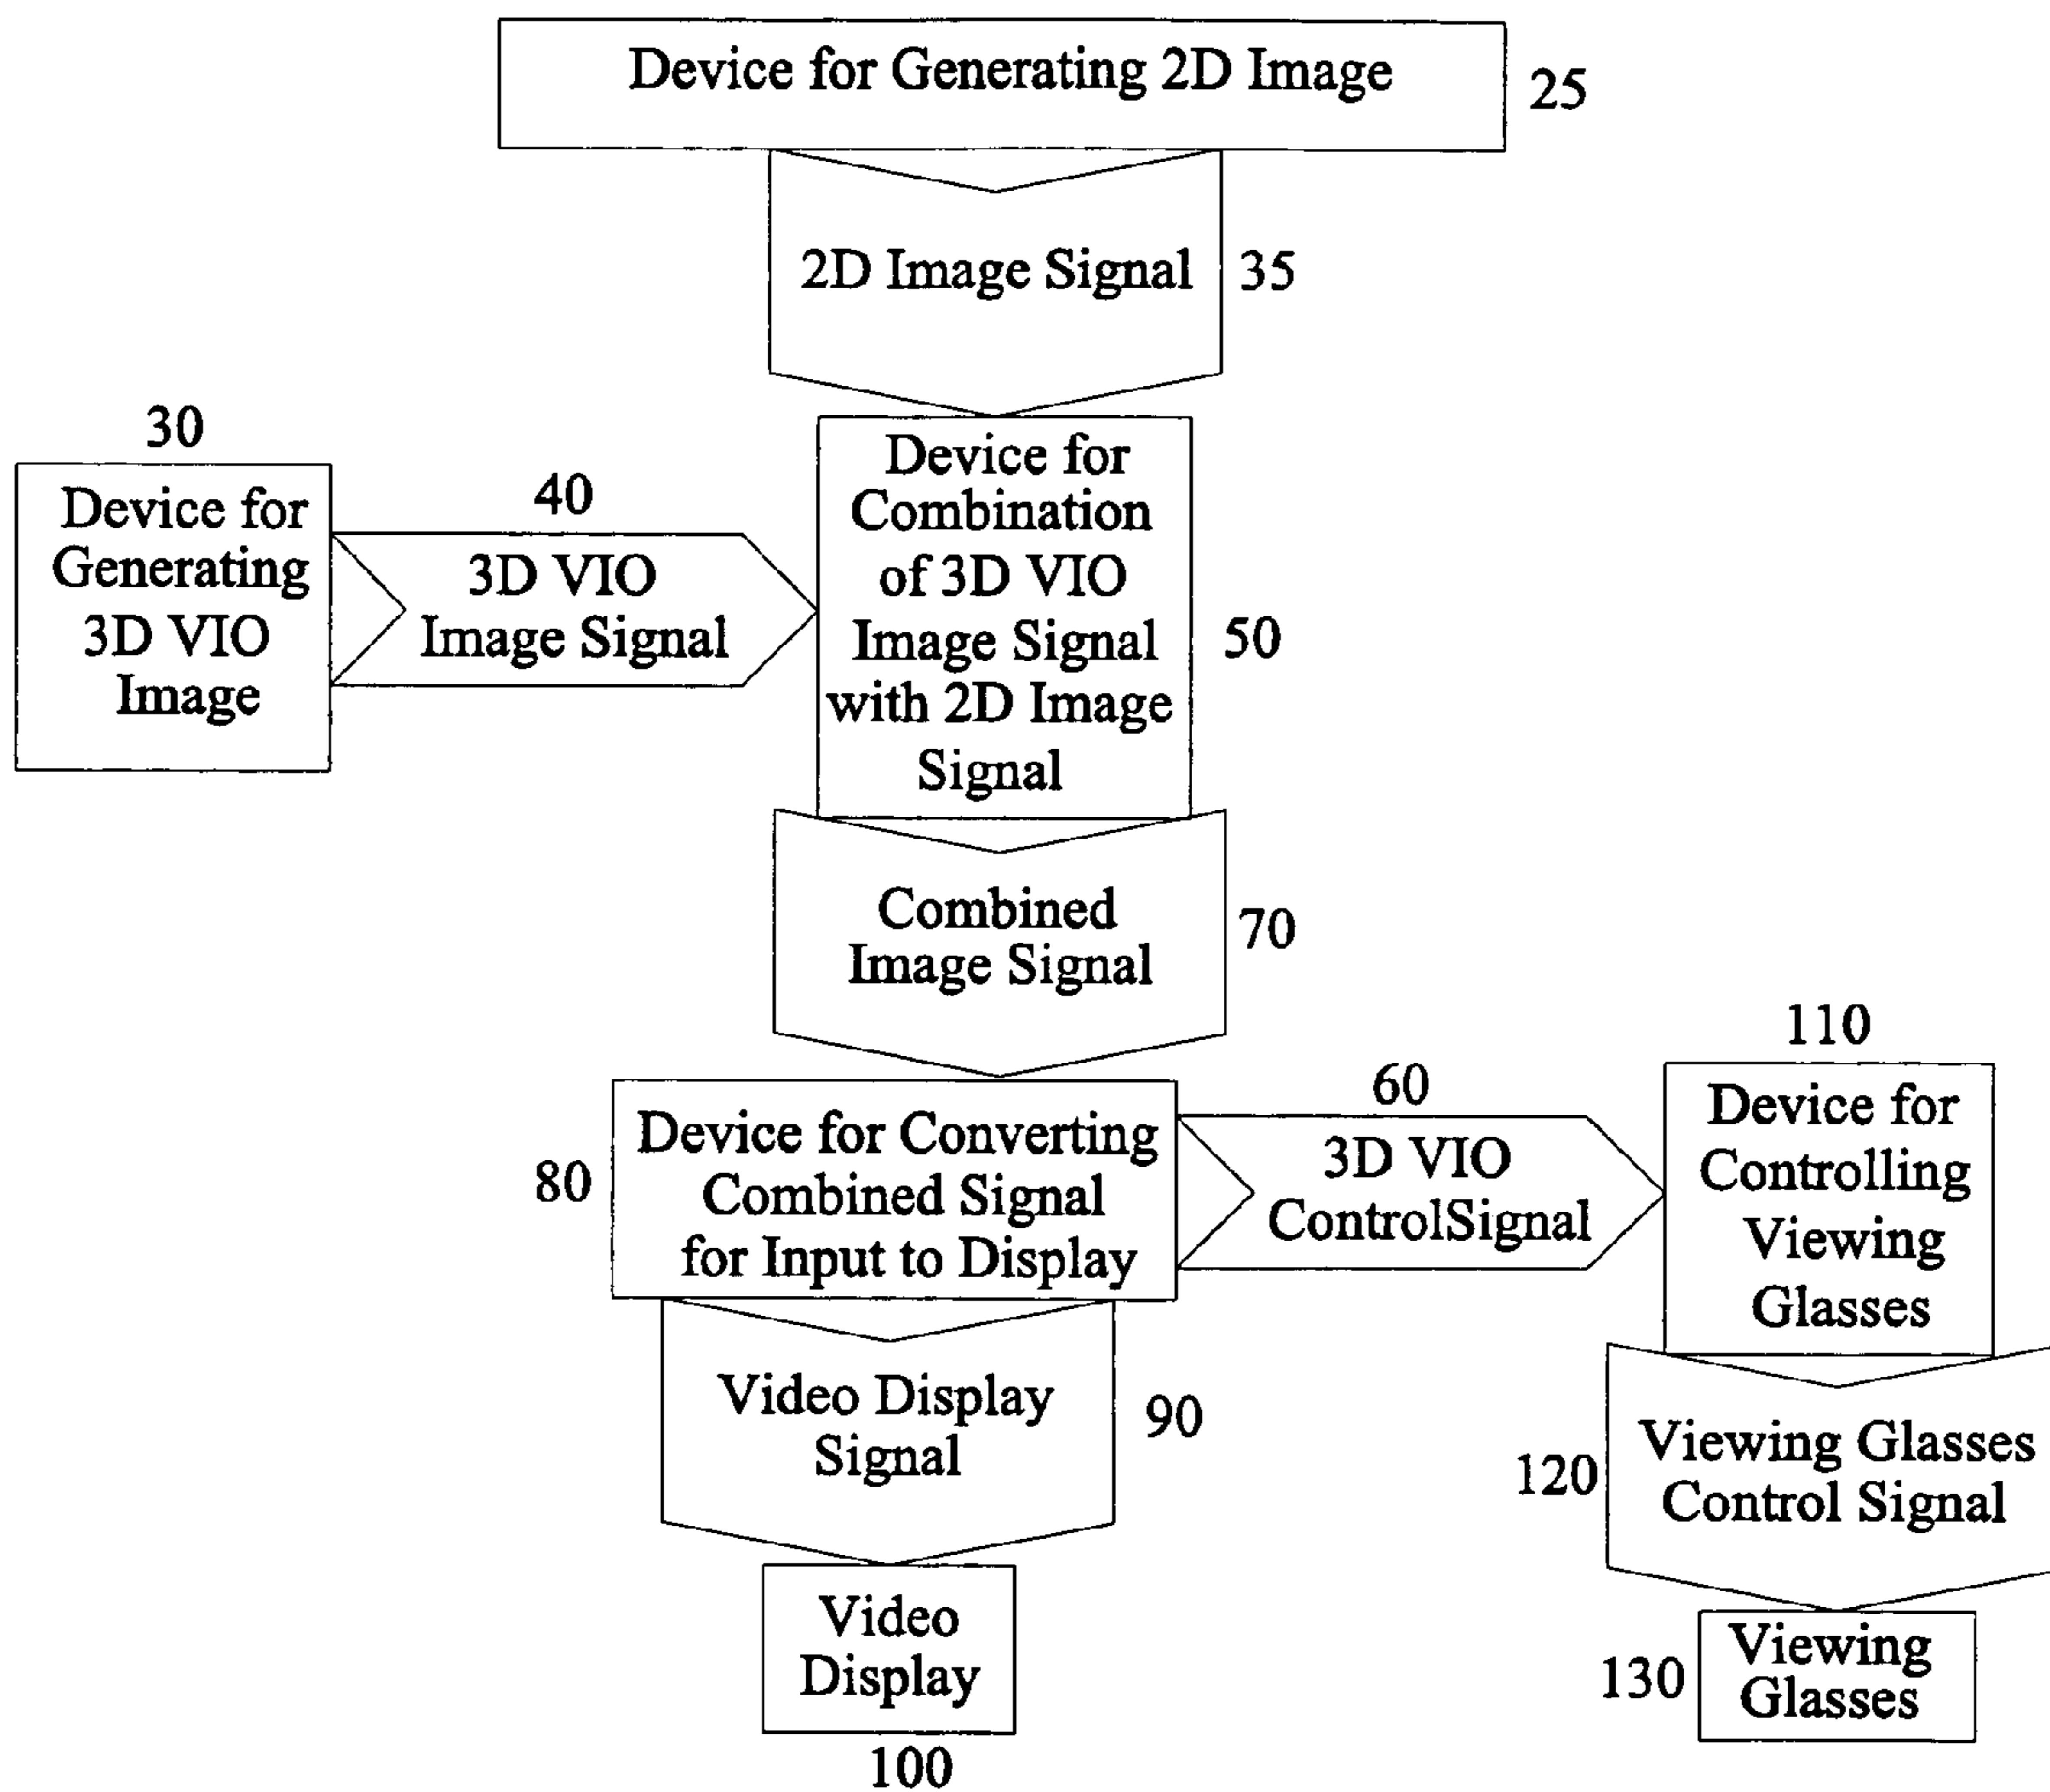 Device for Generating 2D Image
25
2D Image Signal
35
30
Device for
Generating
3D VIO
Image
40
3D VIO
Image Signal
Device for
Combination
of 3D VIO
Image Signal
with 2D Image
Signal
50
Combined
Image Signal
70
80
Device for Converting
Combined Signal
for Input to Display
60
3D VIO
ControlSignal
110
Device for
Controlling
Viewing
Glasses
Video Display
Signal
90
120
Viewing Glasses
Control Signal
Video
Display
100
130
Viewing
Glasses